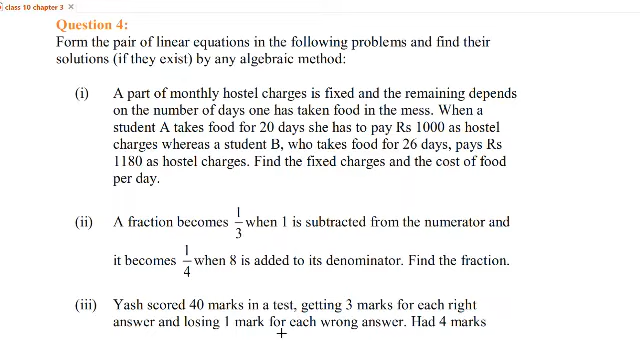 class 10 chapter 3 ×
Question 4:
Form the pair of linear equations in the following problems and find their
solutions (if they exist) by any algebraic method:
(i) A part of monthly hostel charges is fixed and the remaining depends
on the number of days one has taken food in the mess. When a
student A takes food for 20 days she has to pay Rs 1000 as hostel
charges whereas a student B, who takes food for 26 days, pays Rs
1180 as hostel charges. Find the fixed charges and the cost of food
per day.
(ii) A fraction becomes 1/3 when 1 is subtracted from the numerator and
it becomes 1/4 when 8 is added to its denominator. Find the fraction.
(iii) Yash scored 40 marks in a test, getting 3 marks for each right
answer and losing 1 mark for each wrong answer. Had 4 marks